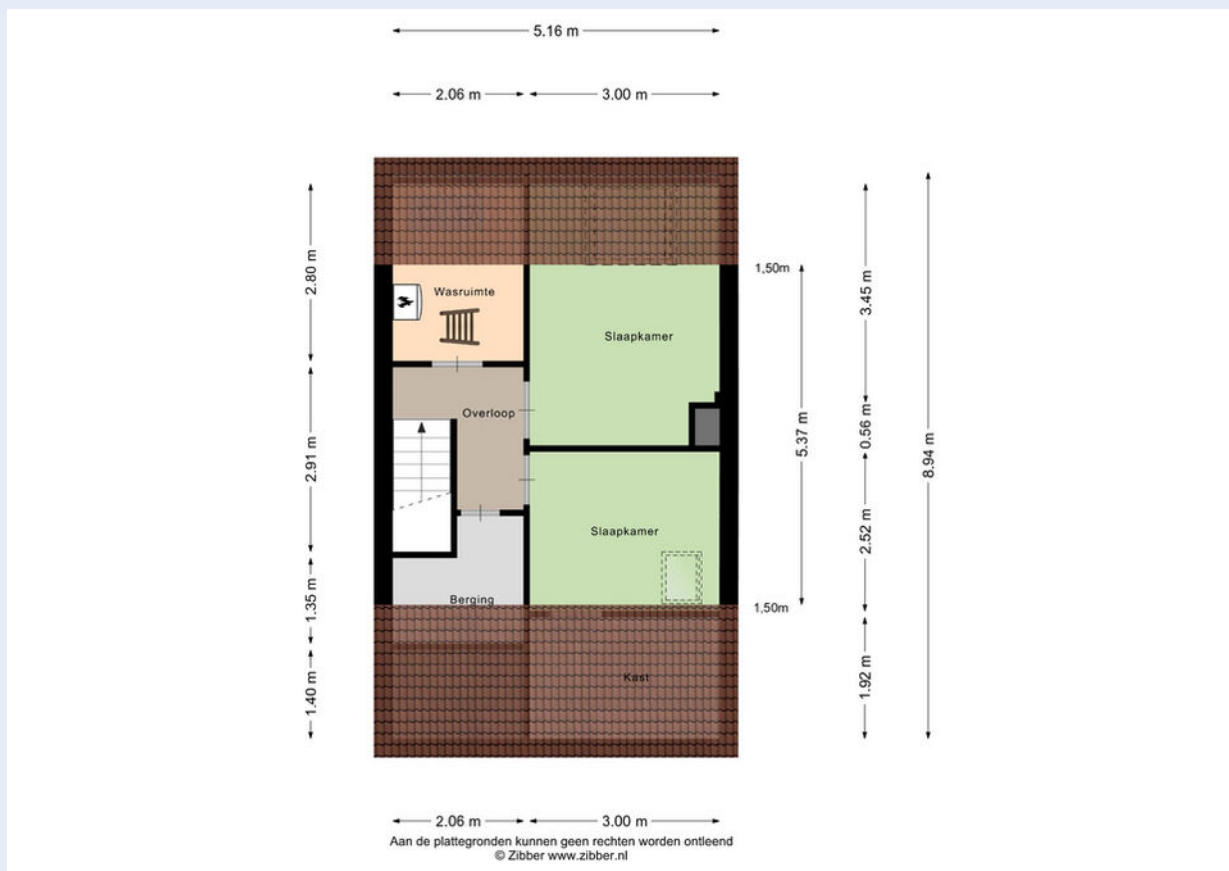 5.16 m
2.06 m
3.00 m
2.80 m
2.91 m
1.35 m
1.40 m
Wasruimte
Slaapkamer
Overloop
Slaapkamer
Berging
Kast
1,50m
1,50m
5.37 m
3.45 m
0.56 m
2.52 m
1.92 m
8.94 m
2.06 m
3.00 m
Aan de plattegronden kunnen geen rechten worden ontleend
© Zibber www.zibber.nl